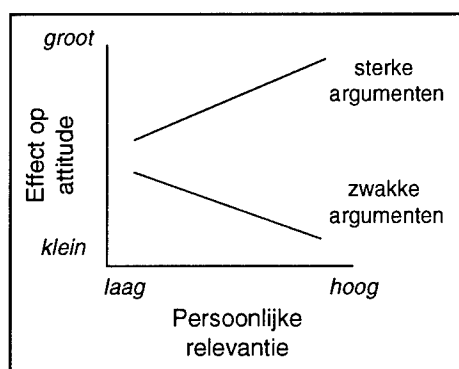 groot
sterke
argumenten
Effect op
attitude
zwakke
argumenten
klein
laag
hoog
Persoonlijke
relevantie